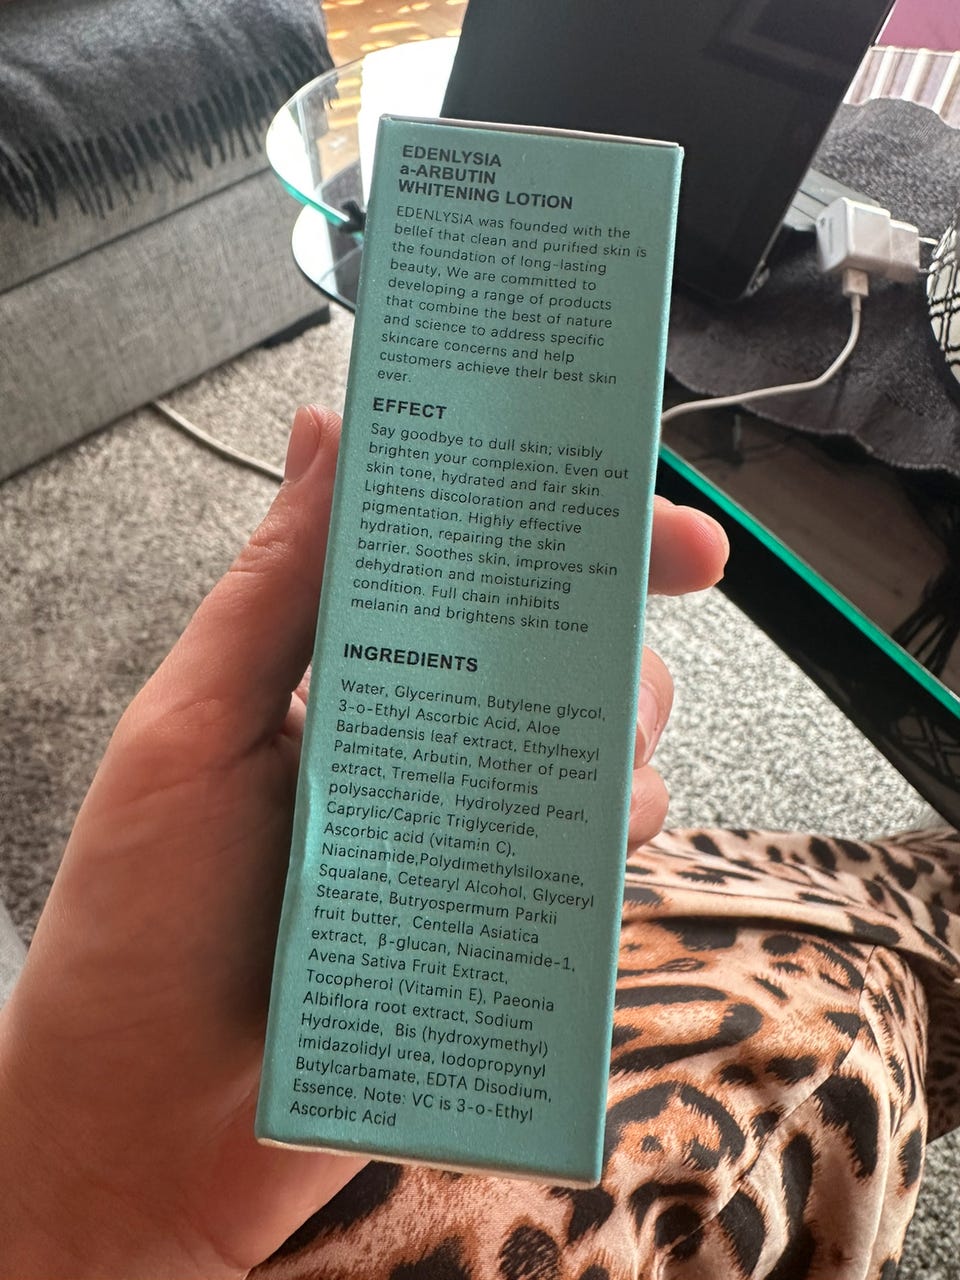 EDENLYSIA
a-ARBUTIN
WHITENING LOTION
EDENLYSIA was founded with the
belief that clean and purified skin is
the foundation of long-lasting
beauty, We are committed to
developing a range of products
that combine the best of nature
and science to address specific
skincare concerns and help
customers achieve their best skin
ever.
EFFECT
Say goodbye to dull skin; visibly
brighten your complexion. Even out
skin tone, hydrated and fair skin.
Lightens discoloration and reduces
pigmentation. Highly effective
hydration, repairing the skin
barrier. Soothes skin, improves skin
dehydration and moisturizing
condition. Full chain inhibits
melanin and brightens skin tone
INGREDIENTS
Water, Glycerinum, Butylene glycol,
3-o-Ethyl Ascorbic Acid, Aloe
Barbadensis leaf extract, Ethylhexyl
Palmitate, Arbutin, Mother of pearl
extract, Tremella Fuciformis
polysaccharide, Hydrolyzed Pearl,
Caprylic/Capric Triglyceride,
Ascorbic acid (vitamin C),
Niacinamide,Polydimethylsiloxane,
Squalane, Cetearyl Alcohol, Glyceryl
Stearate, Butryospermum Parkii
fruit butter, Centella Asiatica
extract, β-glucan, Niacinamide-1,
Avena Sativa Fruit Extract,
Tocopherol (Vitamin E), Paeonia
Albiflora root extract, Sodium
Hydroxide, Bis (hydroxymethyl)
Imidazolidyl urea, Iodopropynyl
Butylcarbamate, EDTA Disodium,
Essence. Note: VC is 3-o-Ethyl
Ascorbic Acid